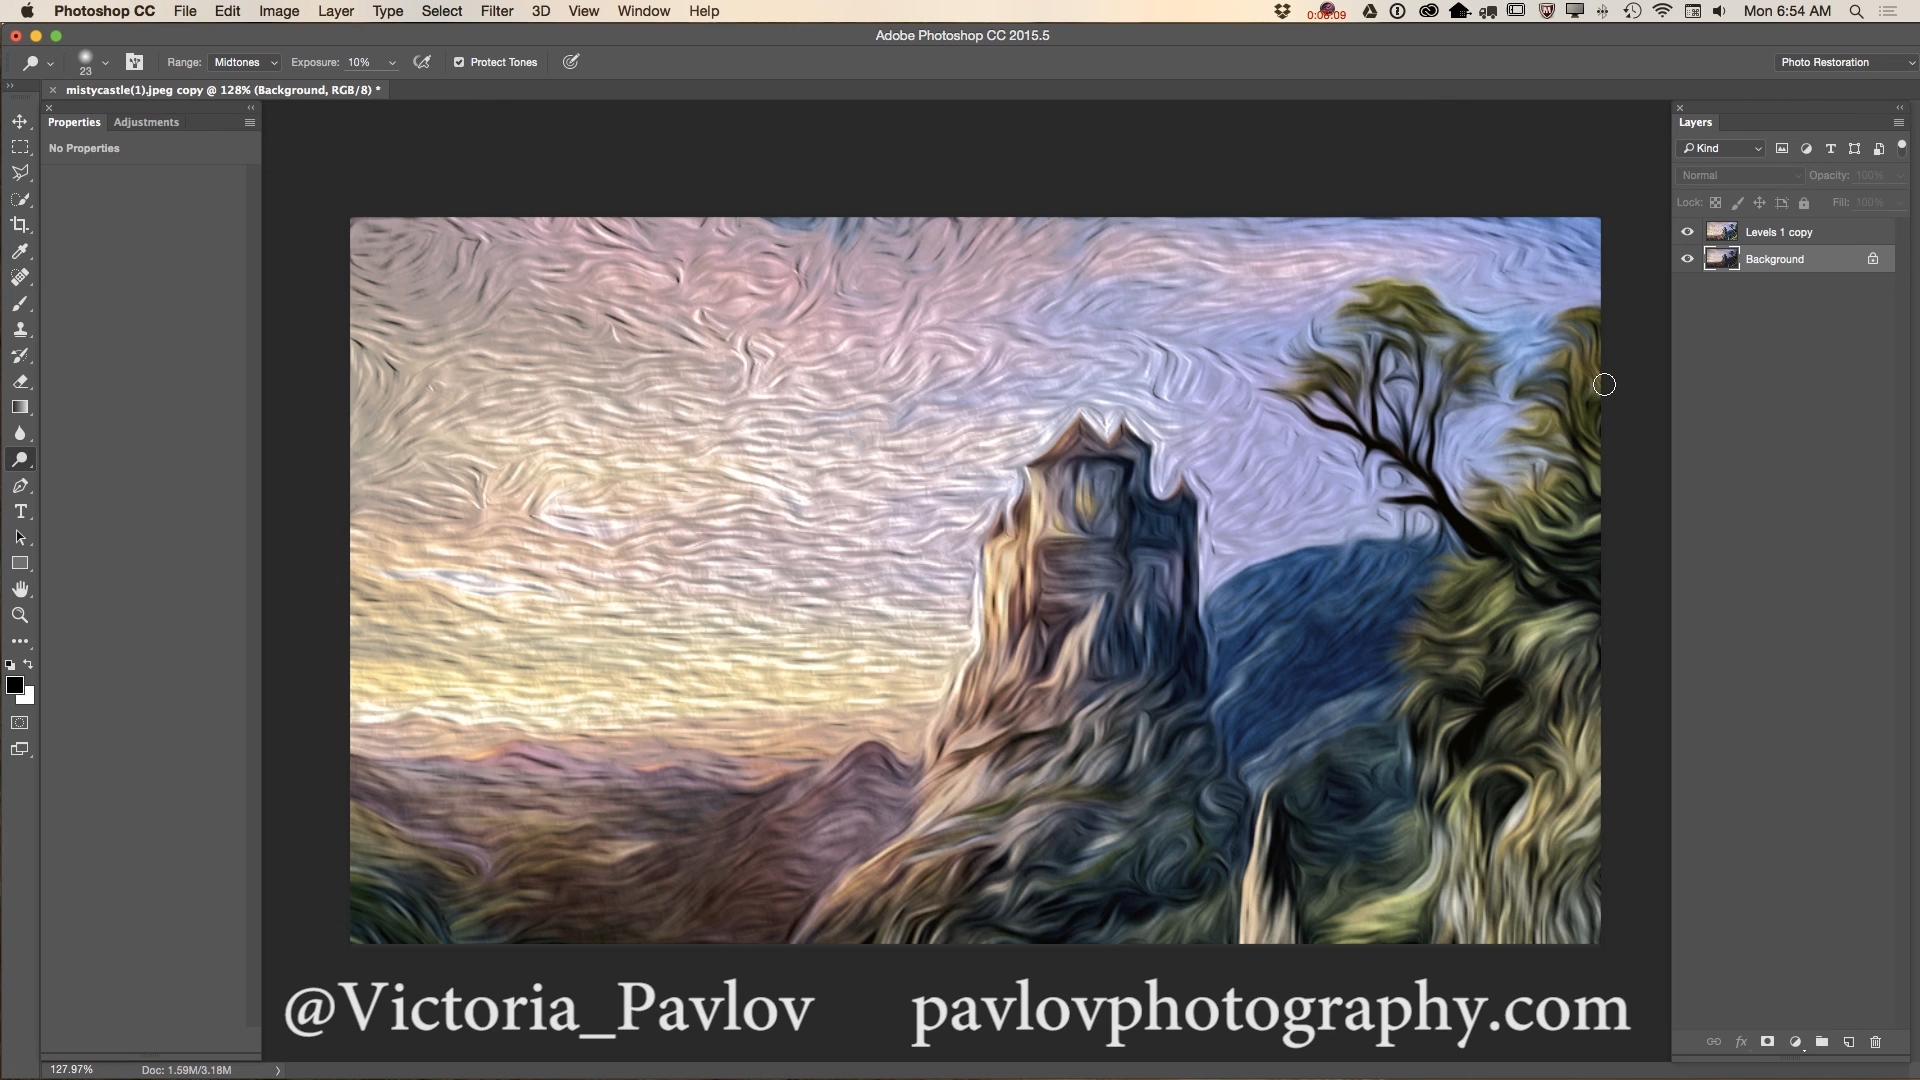 Photoshop CC File Edit Image Layer Type Select Filter 3D View Window Help Mon 6:54 AM
Adobe Photoshop CC 2015.5
23 Range: Midtones Exposure: 10% Protect Tones Photo Restoration
mistycastle(1).jpeg copy @ 128% (Background, RGB/8) *
Properties Adjustments
No Properties
Layers
Kind
Normal Opacity: 100%
Lock: Fill: 100%
Levels 1 copy
Background
@Victoria_Pavlov pavlovphotography.com
127.97% Doc: 1.59M/3.18M